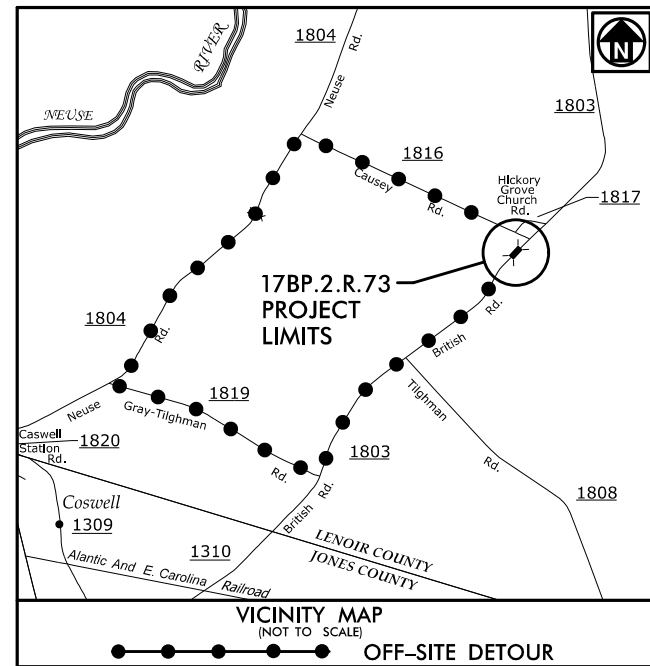 1804
Rd.
Neuse
RIVER
NEUSE
N
1803
1816
Causey
Rd.
Hickory
Grove
Church
Rd.
1817
17BP.2.R.73
PROJECT
LIMITS
1804
Rd.
Rd.
British
1819
Gray-Tilghman
Rd.
Neuse
Tilghman
Rd.
1803
Rd.
British
Caswell
1820
Station
Rd.
Coswell
1309
1808
LENOIR COUNTY
JONES COUNTY
1310
Alantic And E. Carolina Railroad
VICINITY MAP
(NOT TO SCALE)
OFF-SITE DETOUR